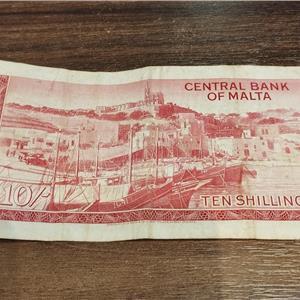 CENTRAL BANK
OF MALTA
10/-
TEN SHILLING